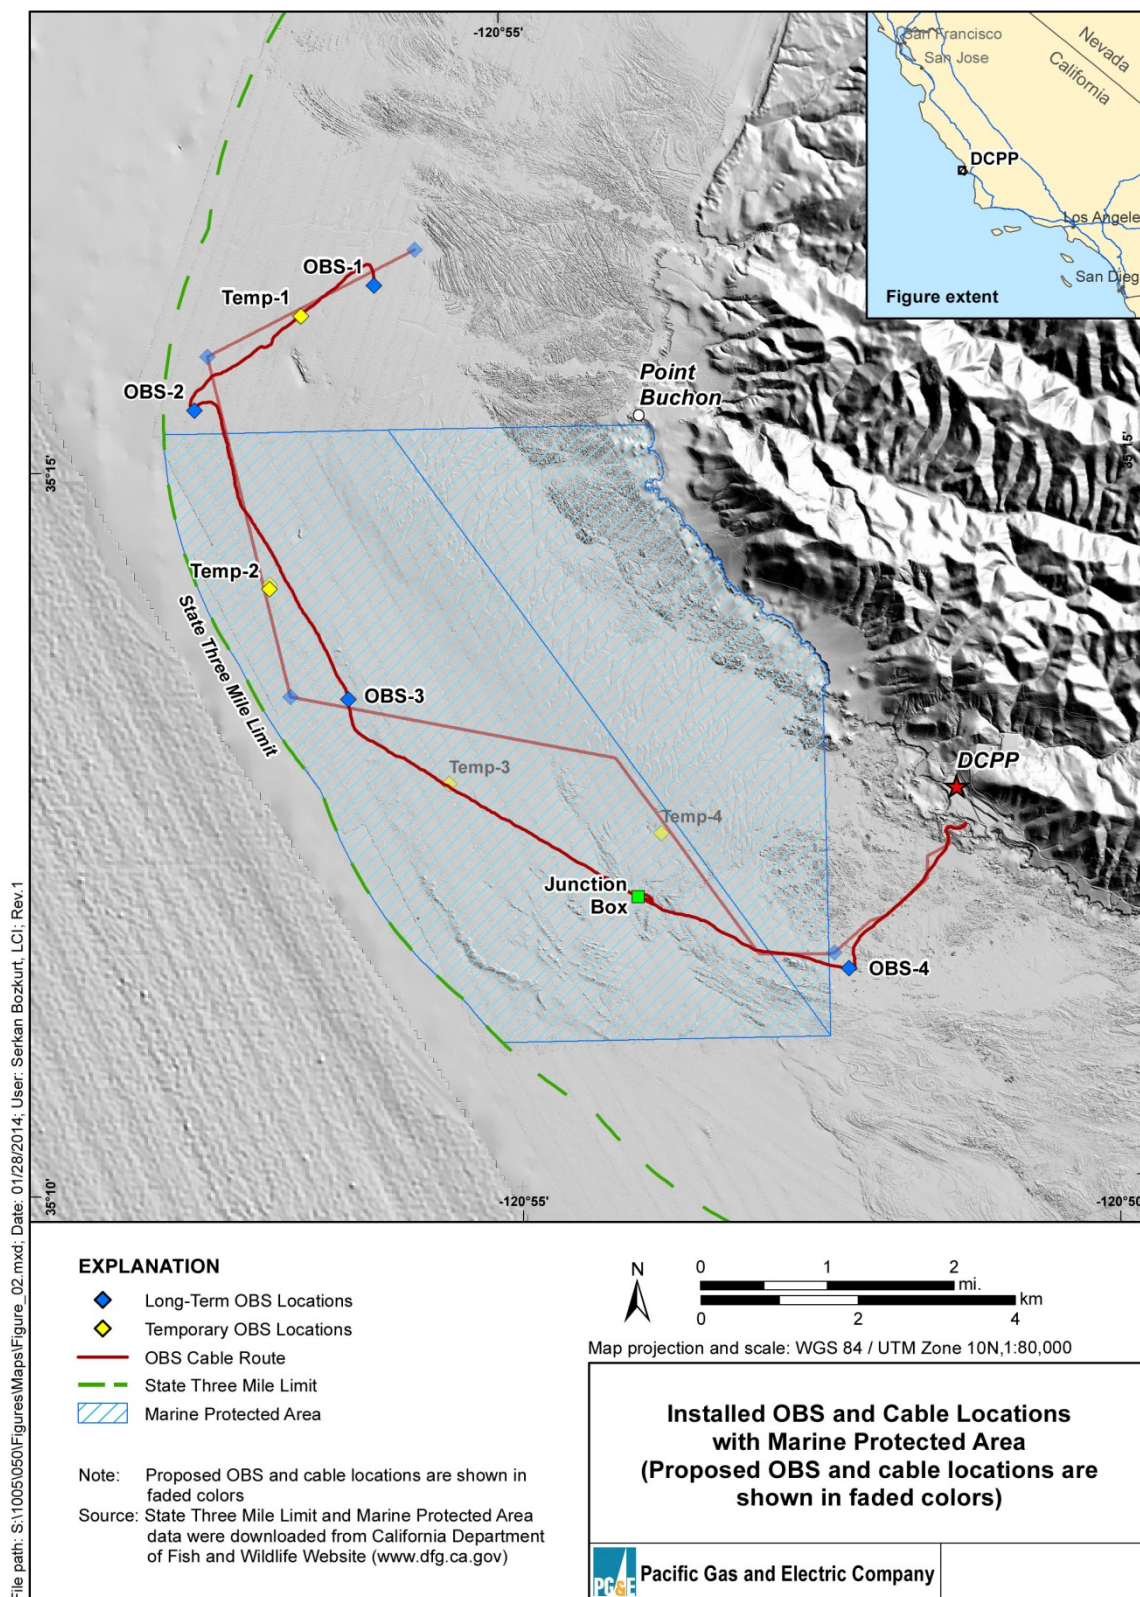 -120°55'
San Francisco
San Jose
Nevada
California
DCPP
Los Angele
San Dieg
Figure extent
OBS-1
Temp-1
OBS-2
Point
Buchon
35°15'
35°15'
Temp-2
State Three Mile Limit
OBS-3
Temp-3
DCPP
Temp-4
Junction
Box
OBS-4
35°10'
-120°55'
-120°50
File path: S:\1005\050\Figures\Maps\Figure_02.mxd; Date: 01/28/2014; User: Serkan Bozkurt, LCI; Rev.1
EXPLANATION
Long-Term OBS Locations
Temporary OBS Locations
OBS Cable Route
State Three Mile Limit
Marine Protected Area
Note: Proposed OBS and cable locations are shown in
faded colors
Source: State Three Mile Limit and Marine Protected Area
data were downloaded from California Department
of Fish and Wildlife Website (www.dfg.ca.gov)
N
0 1 2
mi.
km
0 2 4
Map projection and scale: WGS 84 / UTM Zone 10N,1:80,000
Installed OBS and Cable Locations
with Marine Protected Area
(Proposed OBS and cable locations are
shown in faded colors)
PG&E
Pacific Gas and Electric Company